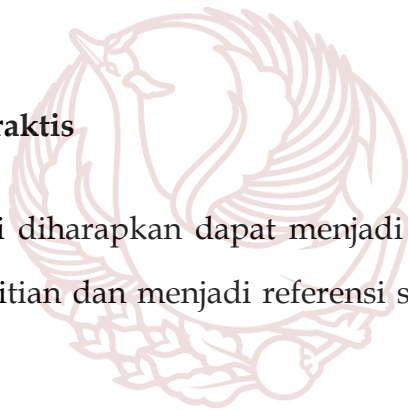 raktis
i diharapkan dapat menjadi
itian dan menjadi referensi s